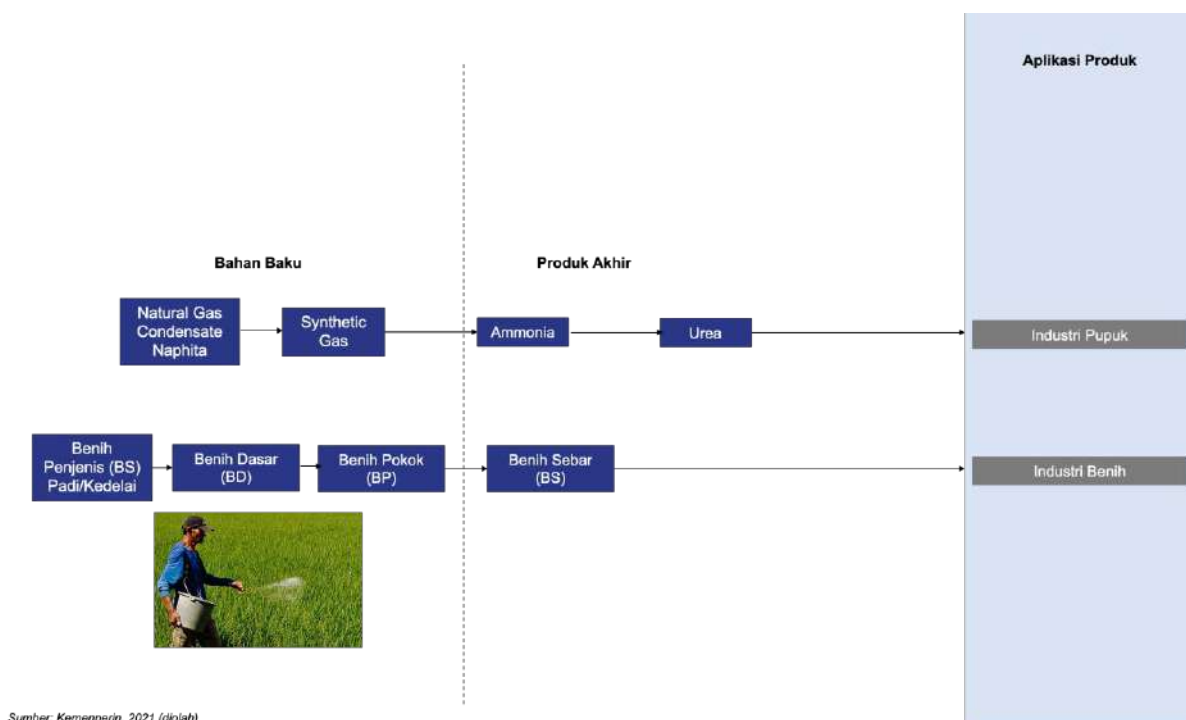 Aplikasi Produk
Bahan Baku
Produk Akhir
Natural Gas
Condensate
Naphita
Synthetic
Gas
Ammonia
Urea
Industri Pupuk
Benih
Penjenis (BS)
Padi/Kedelai
Benih Dasar
(BD)
Benih Pokok
(BP)
Benih Sebar
(BS)
Industri Benih
Sumber: Kemenperin, 2021 (diolah)